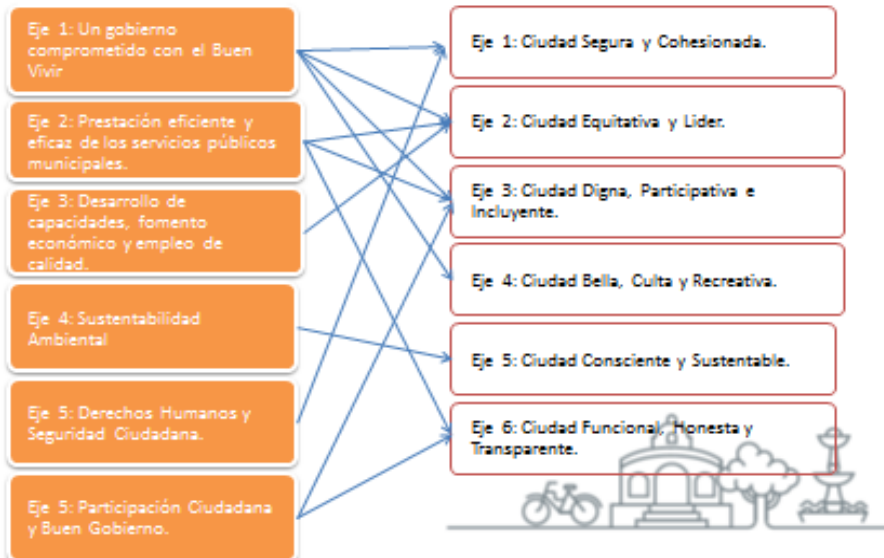 Eje 1: Un gobierno
comprometido con el Buen
Vivir
Eje 2: Prestación eficiente y
eficaz de los servicios públicos
municipales.
Eje 3: Desarrollo de
capacidades, fomento
económico y empleo de
calidad.
Eje 4: Sustentabilidad
Ambiental
Eje 5: Derechos Humanos y
Seguridad Ciudadana.
Eje 5: Participación Ciudadana
y Buen Gobierno.
Eje 1: Ciudad Segura y Cohesionada.
Eje 2: Ciudad Equitativa y Lider.
Eje 3: Ciudad Digna, Participativa e
Incluyente.
Eje 4: Ciudad Bella, Culta y Recreativa.
Eje 5: Ciudad Consciente y Sustentable.
Eje 6: Ciudad Funcional, Honesta y
Transparente.